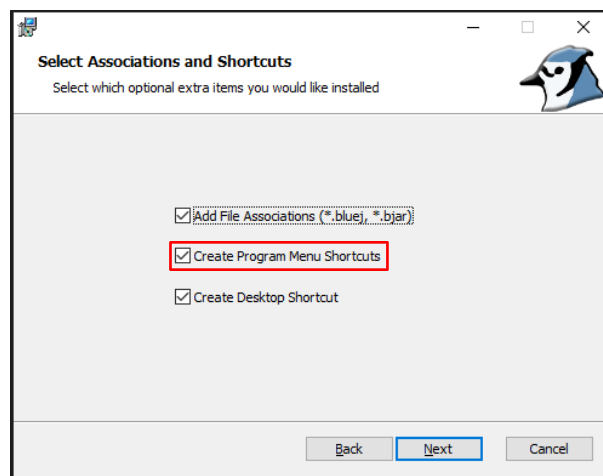 Select Associations and Shortcuts
Select which optional extra items you would like installed
Add File Associations (*.bluej, *.bjar)
Create Program Menu Shortcuts
Create Desktop Shortcut
Back
Next
Cancel